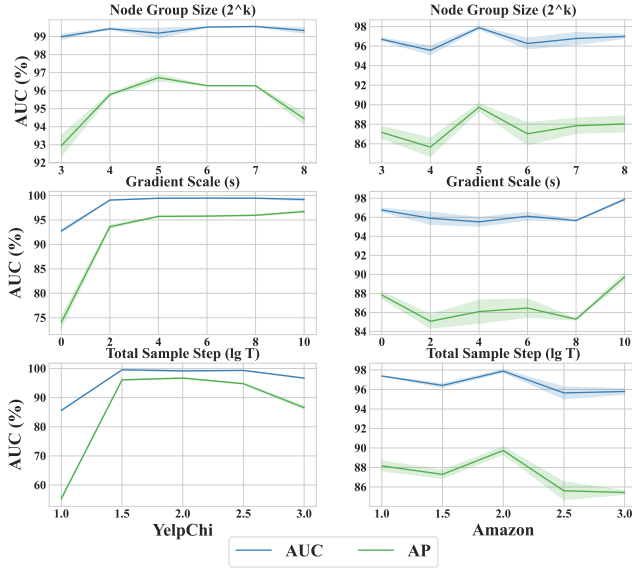 Node Group Size (2^k)
Node Group Size (2^k)
AUC (%)
99
98
97
96
95
94
93
92
3 4 5 6 7 8
98
96
94
92
90
88
86
3 4 5 6 7 8
Gradient Scale (s)
Gradient Scale (s)
AUC (%)
100
95
90
85
80
75
0 2 4 6 8 10
98
96
94
92
90
88
86
84
0 2 4 6 8 10
Total Sample Step (lg T)
Total Sample Step (lg T)
AUC (%)
100
90
80
70
60
1.0 1.5 2.0 2.5 3.0
98
96
94
92
90
88
86
1.0 1.5 2.0 2.5 3.0
YelpChi
Amazon
AUC AP